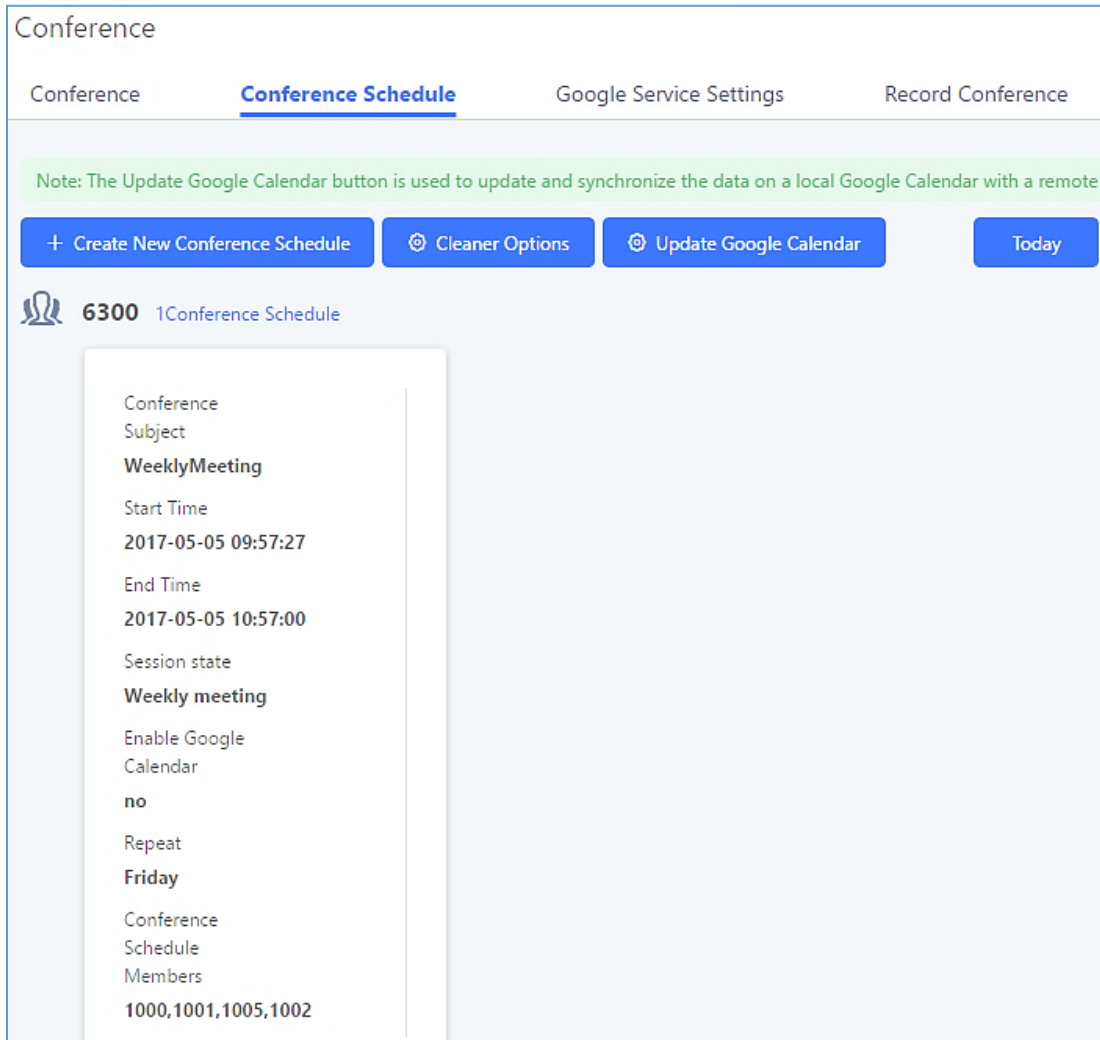 Conference
Conference Conference Schedule Google Service Settings Record Conference
Note: The Update Google Calendar button is used to update and synchronize the data on a local Google Calendar with a remote
+ Create New Conference Schedule Cleaner Options Update Google Calendar Today
6300 1Conference Schedule
Conference
Subject
WeeklyMeeting
Start Time
2017-05-05 09:57:27
End Time
2017-05-05 10:57:00
Session state
Weekly meeting
Enable Google
Calendar
no
Repeat
Friday
Conference
Schedule
Members
1000,1001,1005,1002